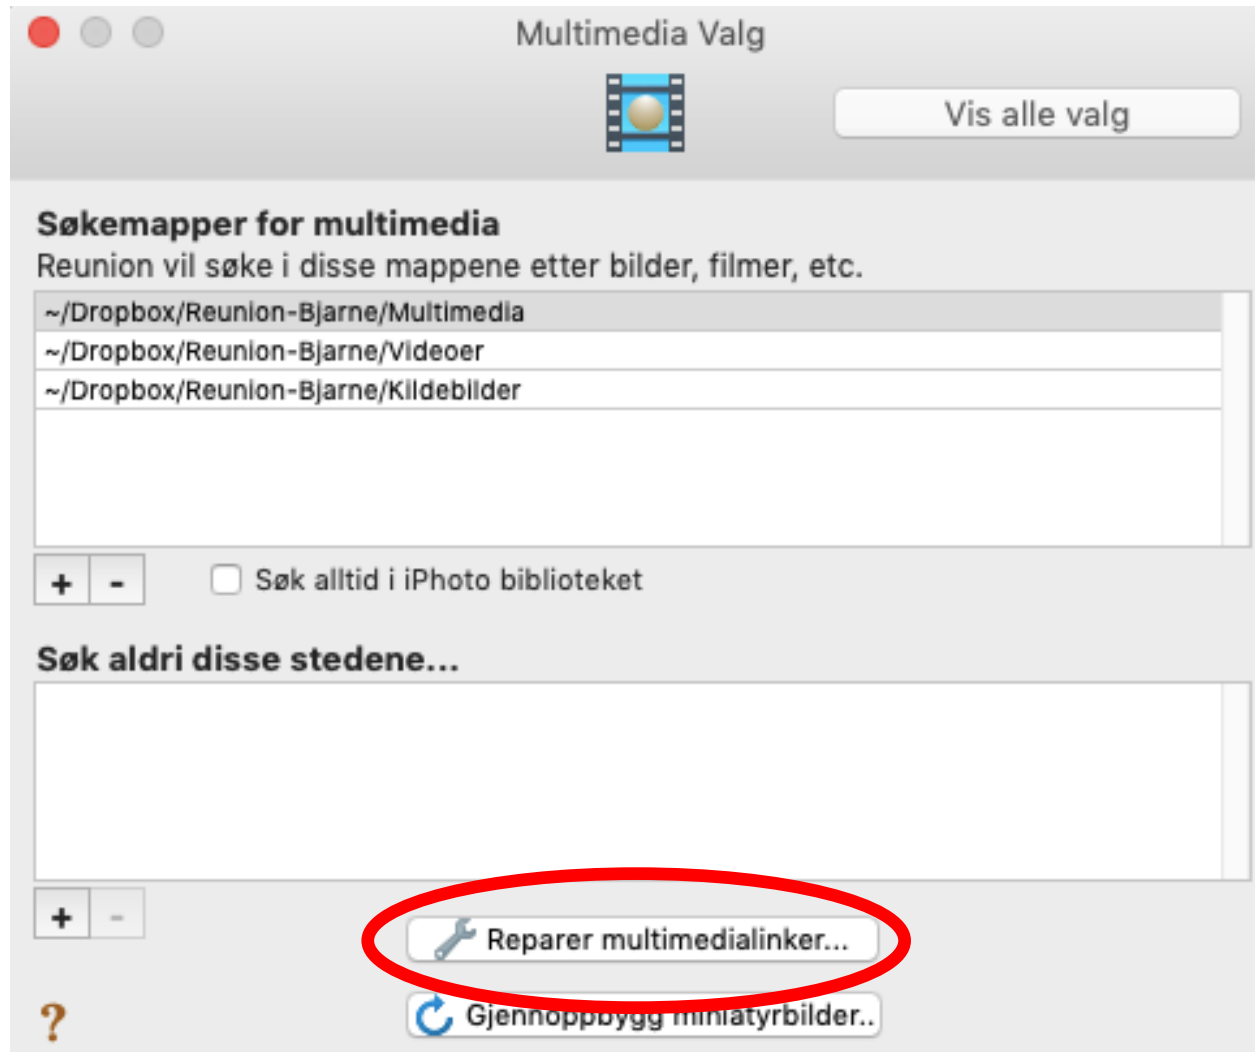 Multimedia Valg
Vis alle valg
Søkemapper for multimedia
Reunion vil søke i disse mappene etter bilder, filmer, etc.
~/Dropbox/Reunion-Bjarne/Multimedia
~/Dropbox/Reunion-Bjarne/Videoer
~/Dropbox/Reunion-Bjarne/Kildebilder
+ -
Søk alltid i iPhoto biblioteket
Søk aldri disse stedene...
+ -
Reparer multimedialinker...
? Gjennoppbygg miniatyrbilder..